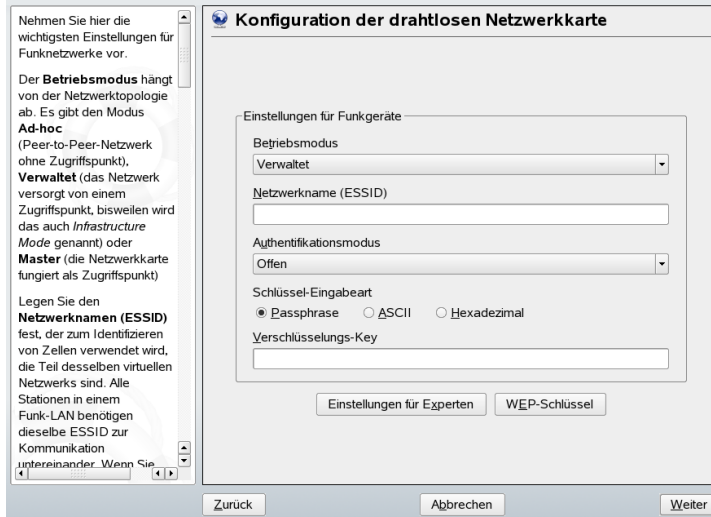 Nehmen Sie hier die
wichtigsten Einstellungen für
Funknetzwerke vor.
Der Betriebsmodus hängt
von der Netzwerktopologie
ab. Es gibt den Modus
Ad-hoc
(Peer-to-Peer-Netzwerk
ohne Zugriffspunkt),
Verwaltet (das Netzwerk
versorgt von einem
Zugriffspunkt, bisweilen wird
das auch Infrastructure
Mode genannt) oder
Master (die Netzwerkkarte
fungiert als Zugriffspunkt)
Legen Sie den
Netzwerknamen (ESSID)
fest, der zum Identifizieren
von Zellen verwendet wird,
die Teil desselben virtuellen
Netzwerks sind. Alle
Stationen in einem
Funk-LAN benötigen
dieselbe ESSID zur
Kommunikation
untereinander. Wenn Sie
Konfiguration der drahtlosen Netzwerkkarte
Einstellungen für Funkgeräte
Betriebsmodus
Verwaltet
Netzwerkname (ESSID)
Authentifikationsmodus
Offen
Schlüssel-Eingabeart
Passphrase ASCII Hexadezimal
Verschlüsselungs-Key
Einstellungen für Experten WEP-Schlüssel
Zurück Abbrechen Weiter